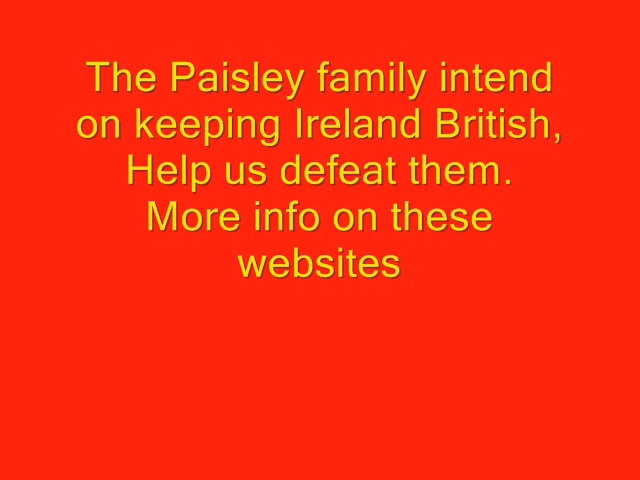 The Paisley family intend
on keeping Ireland British,
Help us defeat them.
More info on these
websites